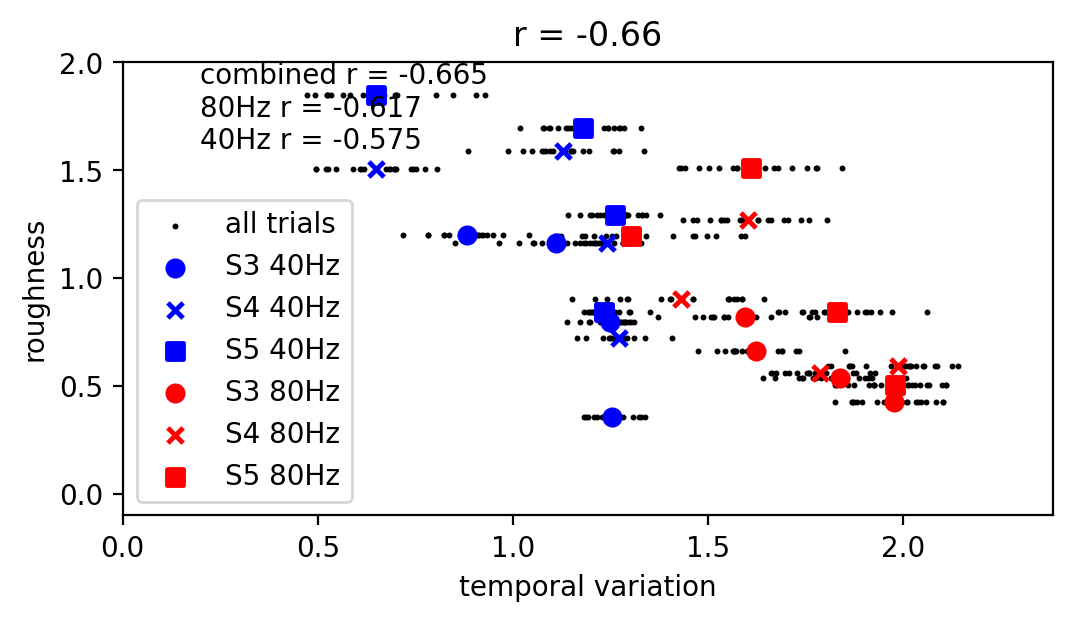 r = -0.66
combined r = -0.665
80Hz r = -0.617
40Hz r = -0.575
all trials
S3 40Hz
S4 40Hz
S5 40Hz
S3 80Hz
S4 80Hz
S5 80Hz
roughness
2.0
1.5
1.0
0.5
0.0
0.0 0.5 1.0 1.5 2.0
temporal variation